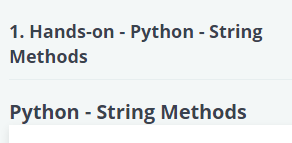 1. Hands-on - Python - String
Methods
Python - String Methods